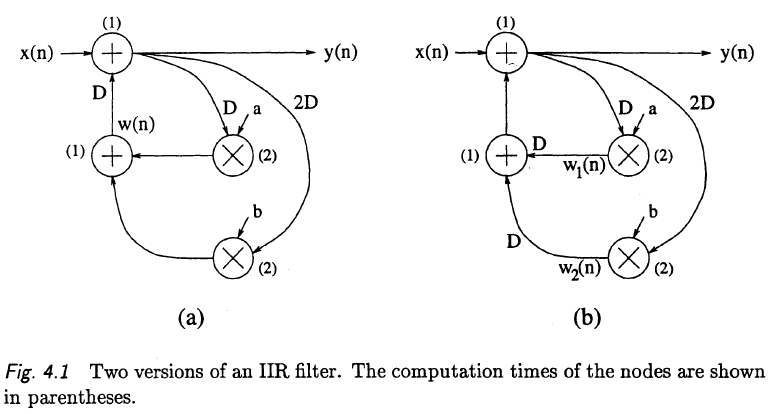 (1)
x(n) + y(n)
D
D a 2D
w(n)
(1) + × (2)
b
× (2)
(a)
(1)
x(n) + y(n)
2D
D a
(1) + D × (2)
w₁(n)
b
D
w₂(n) × (2)
(b)
Fig. 4.1 Two versions of an IIR filter. The computation times of the nodes are shown
in parentheses.